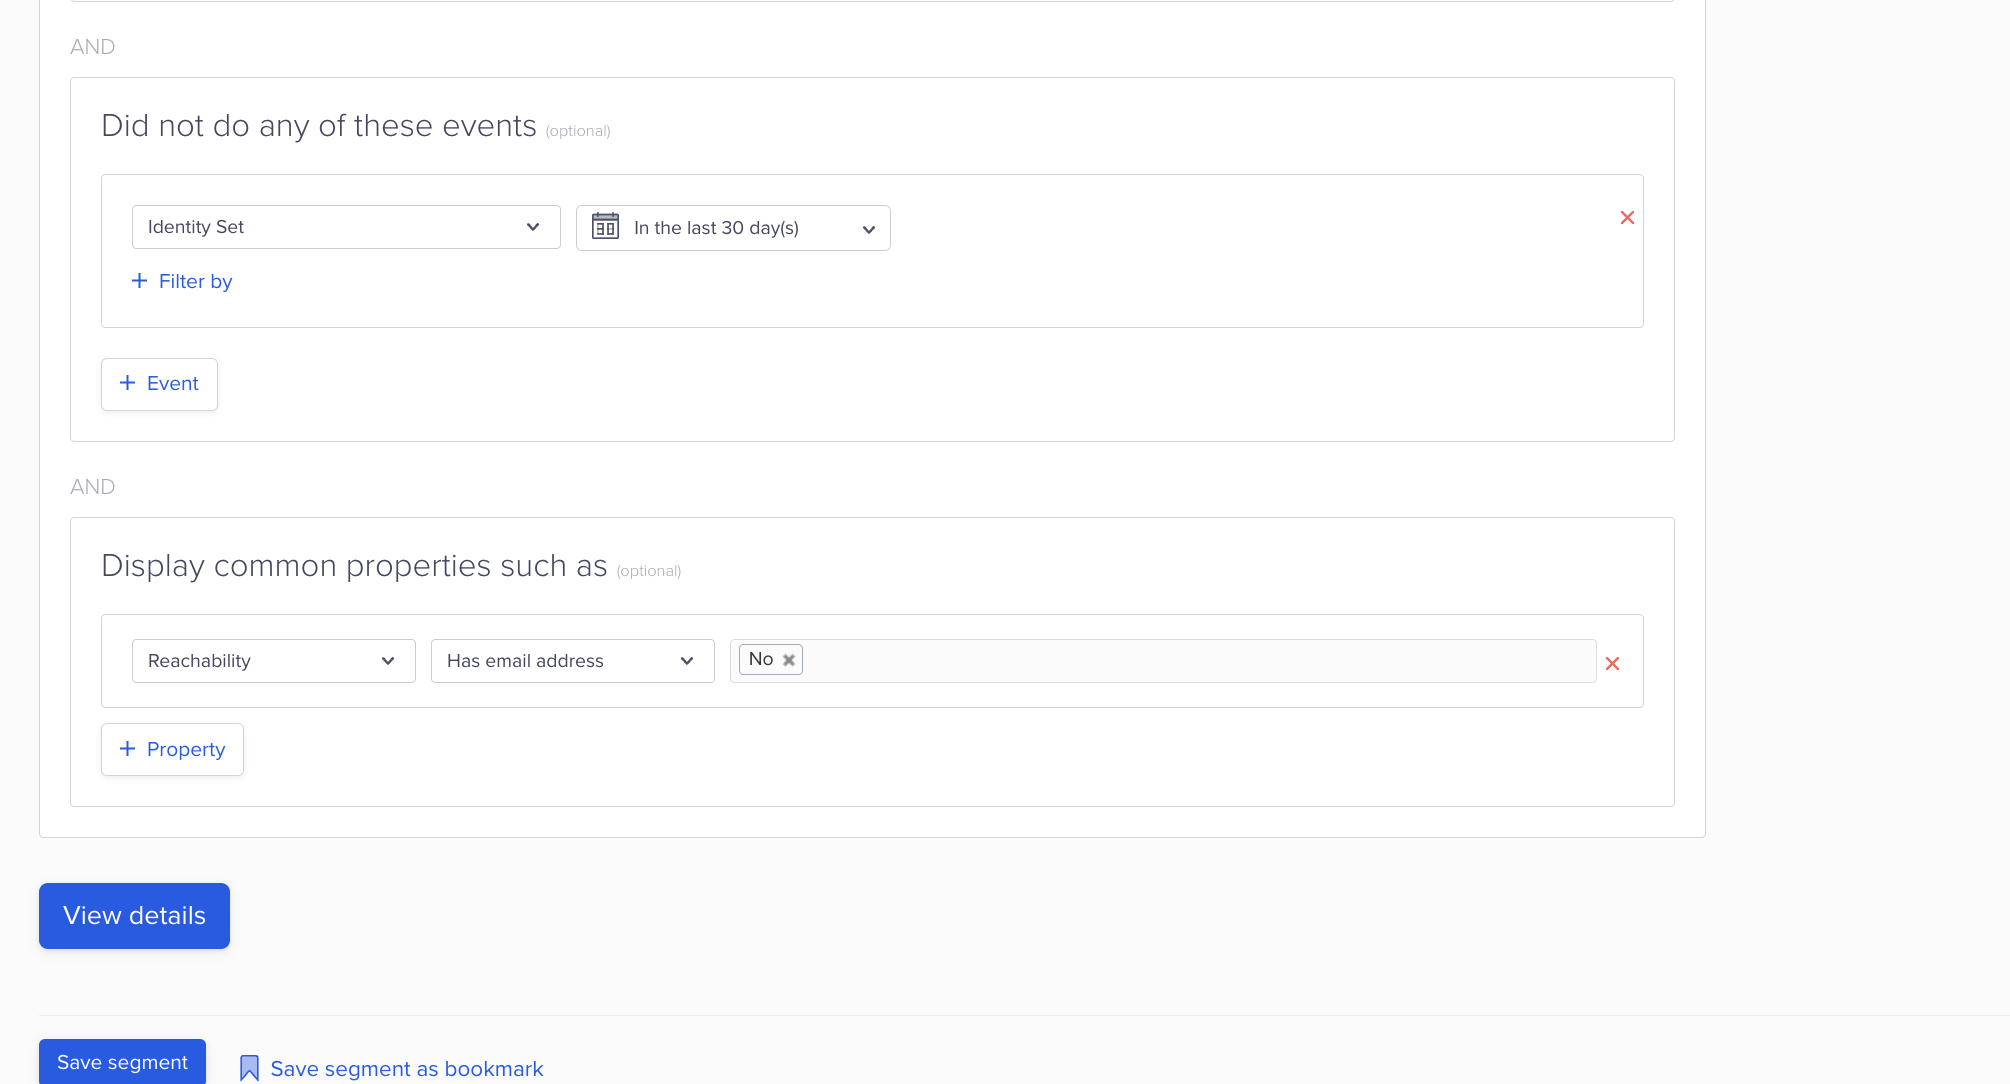 AND
Did not do any of these events (optional)
Identity Set
In the last 30 day(s)
+ Filter by
+ Event
AND
Display common properties such as (optional)
Reachability
Has email address
No
+ Property
View details
Save segment
Save segment as bookmark